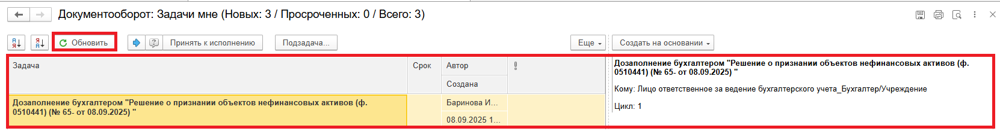 Документооборот: Задачи мне (Новых: 3 / Просроченных: 0 / Всего: 3)
Обновить
Принять к исполнению
Подзадача...
Еще
Создать на основании
Задача
Срок
Автор
Создана
Дозаполнение бухгалтером "Решение о признании объектов нефинансовых активов (ф.
0510441) (№ 65- от 08.09.2025) "
Баринова И...
08.09.2025 1...
Дозаполнение бухгалтером "Решение о признании объектов нефинансовых активов (ф.
0510441) (№ 65- от 08.09.2025) "
Кому: Лицо ответственное за ведение бухгалтерского учета_Бухгалтер/Учреждение
Цикл: 1